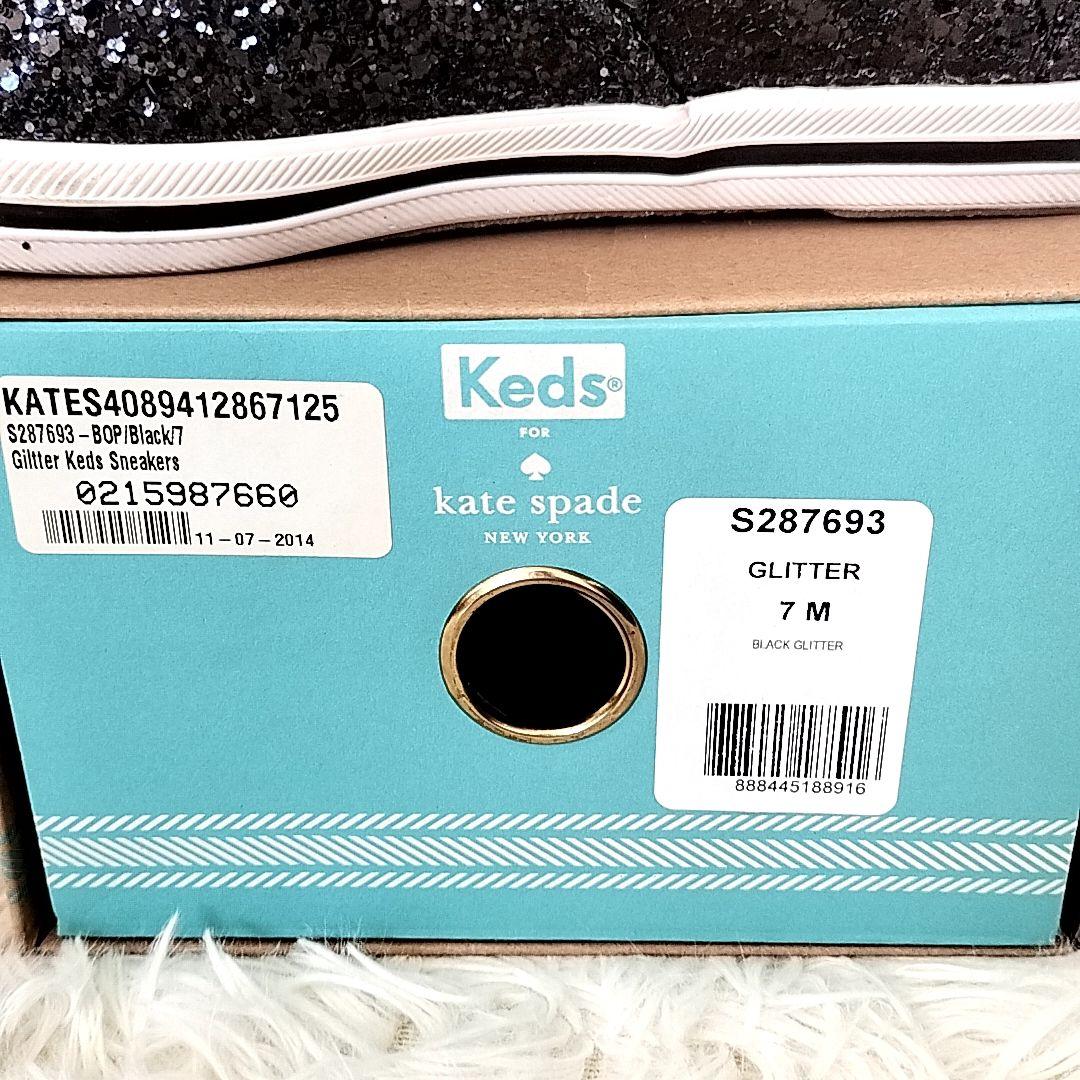 KATES4089412867125
S287693-BOP/Black/7
Giltter Keds Sneakers
0215987660
11-07-2014
Keds®
FOR
kate spade
NEW YORK
S287693
GLITTER
7 M
BLACK GLITTER
888445188916